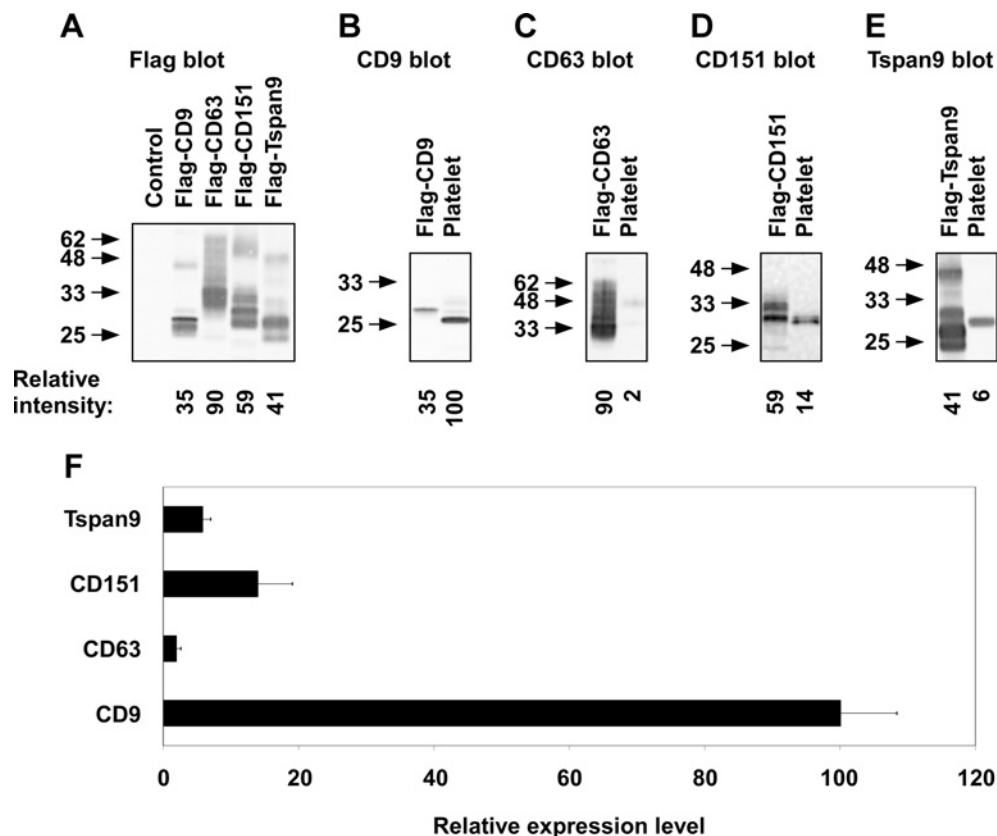 A
Flag blot
Control
Flag-CD9
Flag-CD63
Flag-CD151
Flag-Tspan9
62
48
33
25
Relative
intensity:
35
90
59
41
B
CD9 blot
Flag-CD9
Platelet
33
25
35
100
C
CD63 blot
Flag-CD63
Platelet
62
48
33
90
2
D
CD151 blot
Flag-CD151
Platelet
48
33
25
59
14
E
Tspan9 blot
Flag-Tspan9
Platelet
48
33
25
41
6
F
Tspan9
CD151
CD63
CD9
0 20 40 60 80 100 120
Relative expression level